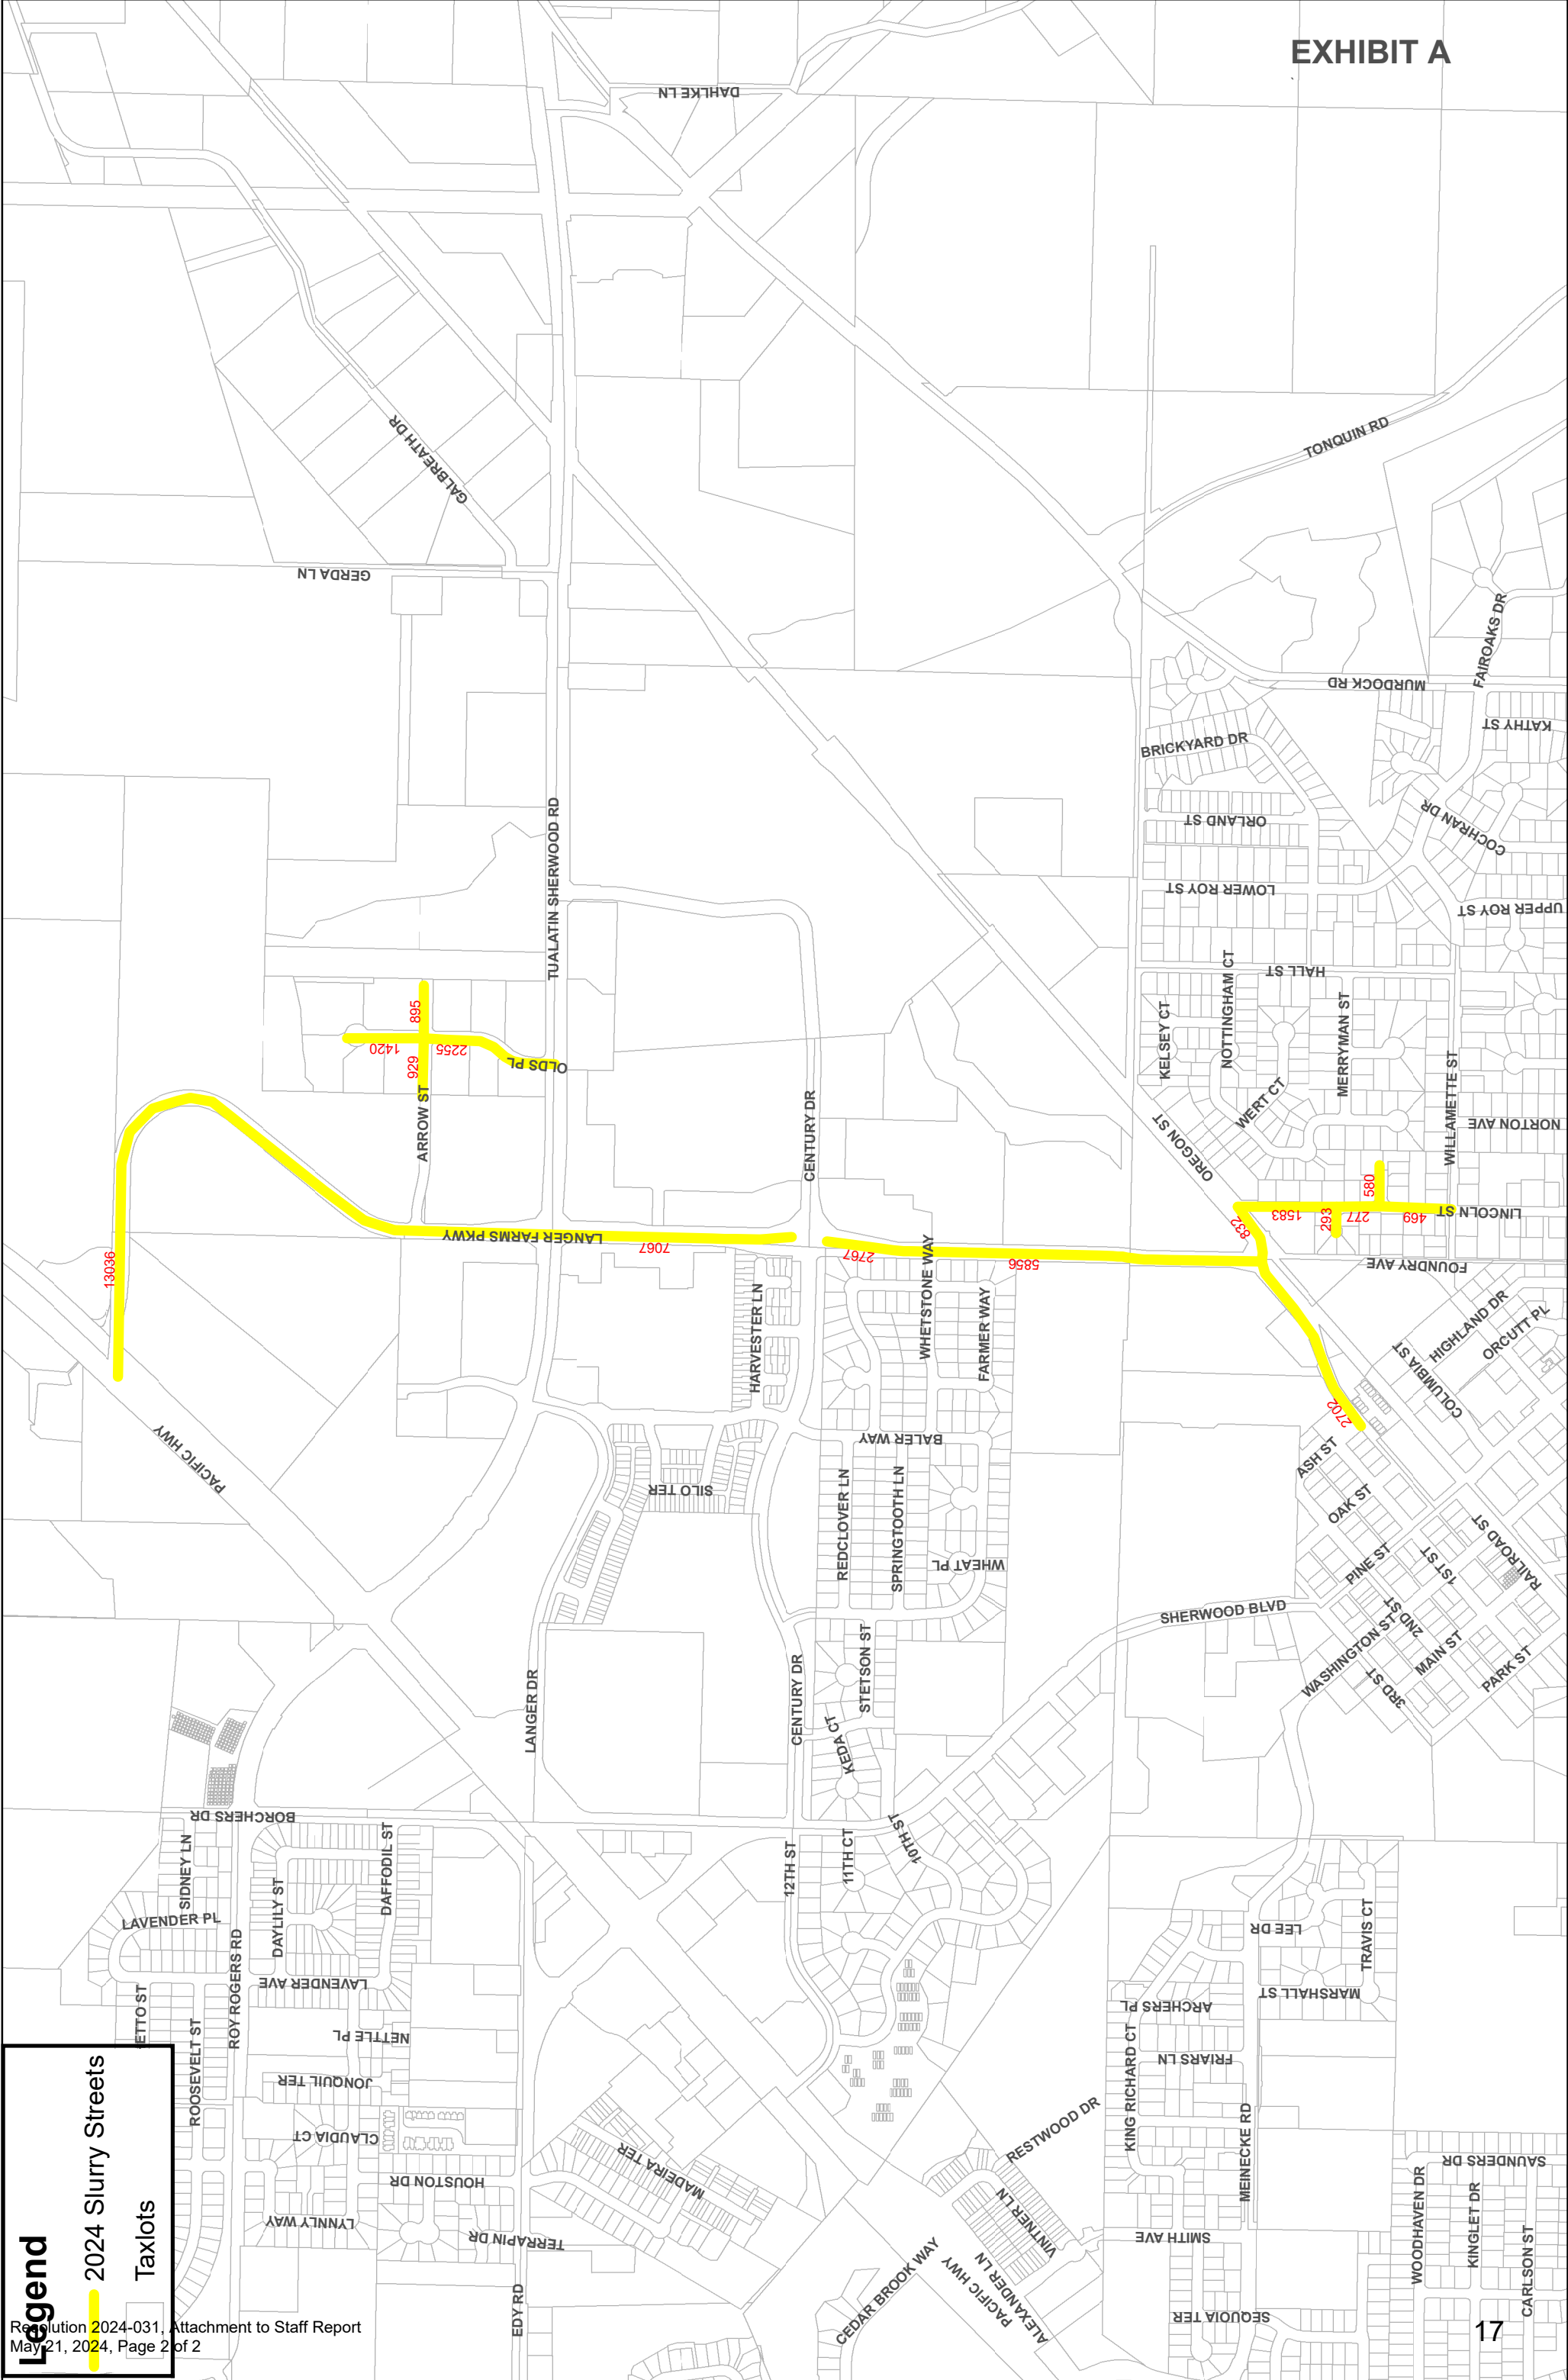 EXHIBIT A
DAHLKE LN
TONQUIN RD
GALBREATH DR
GERDA LN
FAIROAKS DR
MURDOCK RD
KATHY ST
BRICKYARD DR
COCHRAN DR
ORLAND ST
TUALATIN SHERWOOD RD
LOWER ROY ST
UPPER ROY ST
HALL ST
NOTTINGHAM CT
KELSEY CT
MERRYMAN ST
895
1420
2255
929
OLDS PL
ARROW ST
CENTURY DR
WERT CT
WILLAMETTE ST
NORTON AVE
OREGON ST
580
LINCOLN ST
832
1583
293
277
469
LANGER FARMS PKWY
7067
2767
5856
WHETSTONE WAY
FOUNDRY AVE
13036
HARVESTER LN
FARMER WAY
HIGHLAND DR
ORCUTT PL
COLUMBIA ST
2702
PACIFIC HWY
BALER WAY
ASH ST
SILO TER
REDCLOVER LN
SPRINGTOOTH LN
OAK ST
WHEAT PL
PINE ST
1ST ST
RAILROAD ST
SHERWOOD BLVD
2ND ST
WASHINGTON ST
MAIN ST
3RD ST
PARK ST
LANGER DR
CENTURY DR
STETSON ST
KEDA CT
BORCHERS DR
10TH ST
SIDNEY LN
DAFFODIL ST
12TH ST
11TH CT
LAVENDER PL
DAYLILY ST
LEE DR
TRAVIS CT
ROY ROGERS RD
LAVENDER AVE
MARSHALL ST
ARCHERS PL
ETTO ST
ROOSEVELT ST
NETTLE PL
FRIARS LN
KING RICHARD CT
JONQUIL TER
CLAUDIA CT
RESTWOOD DR
MEINECKE RD
MADEIRA TER
HOUSTON DR
SAUNDERS DR
VINTNER LN
WOODHAVEN DR
KINGLET DR
LYNNLY WAY
TERRAPIN DR
SMITH AVE
CEDAR BROOK WAY
PACIFIC HWY
ALEXANDER LN
CARLSON ST
EDY RD
SEQUOIA TER
Legend
2024 Slurry Streets
Taxlots
Resolution 2024-031, Attachment to Staff Report
May 21, 2024, Page 2 of 2
17